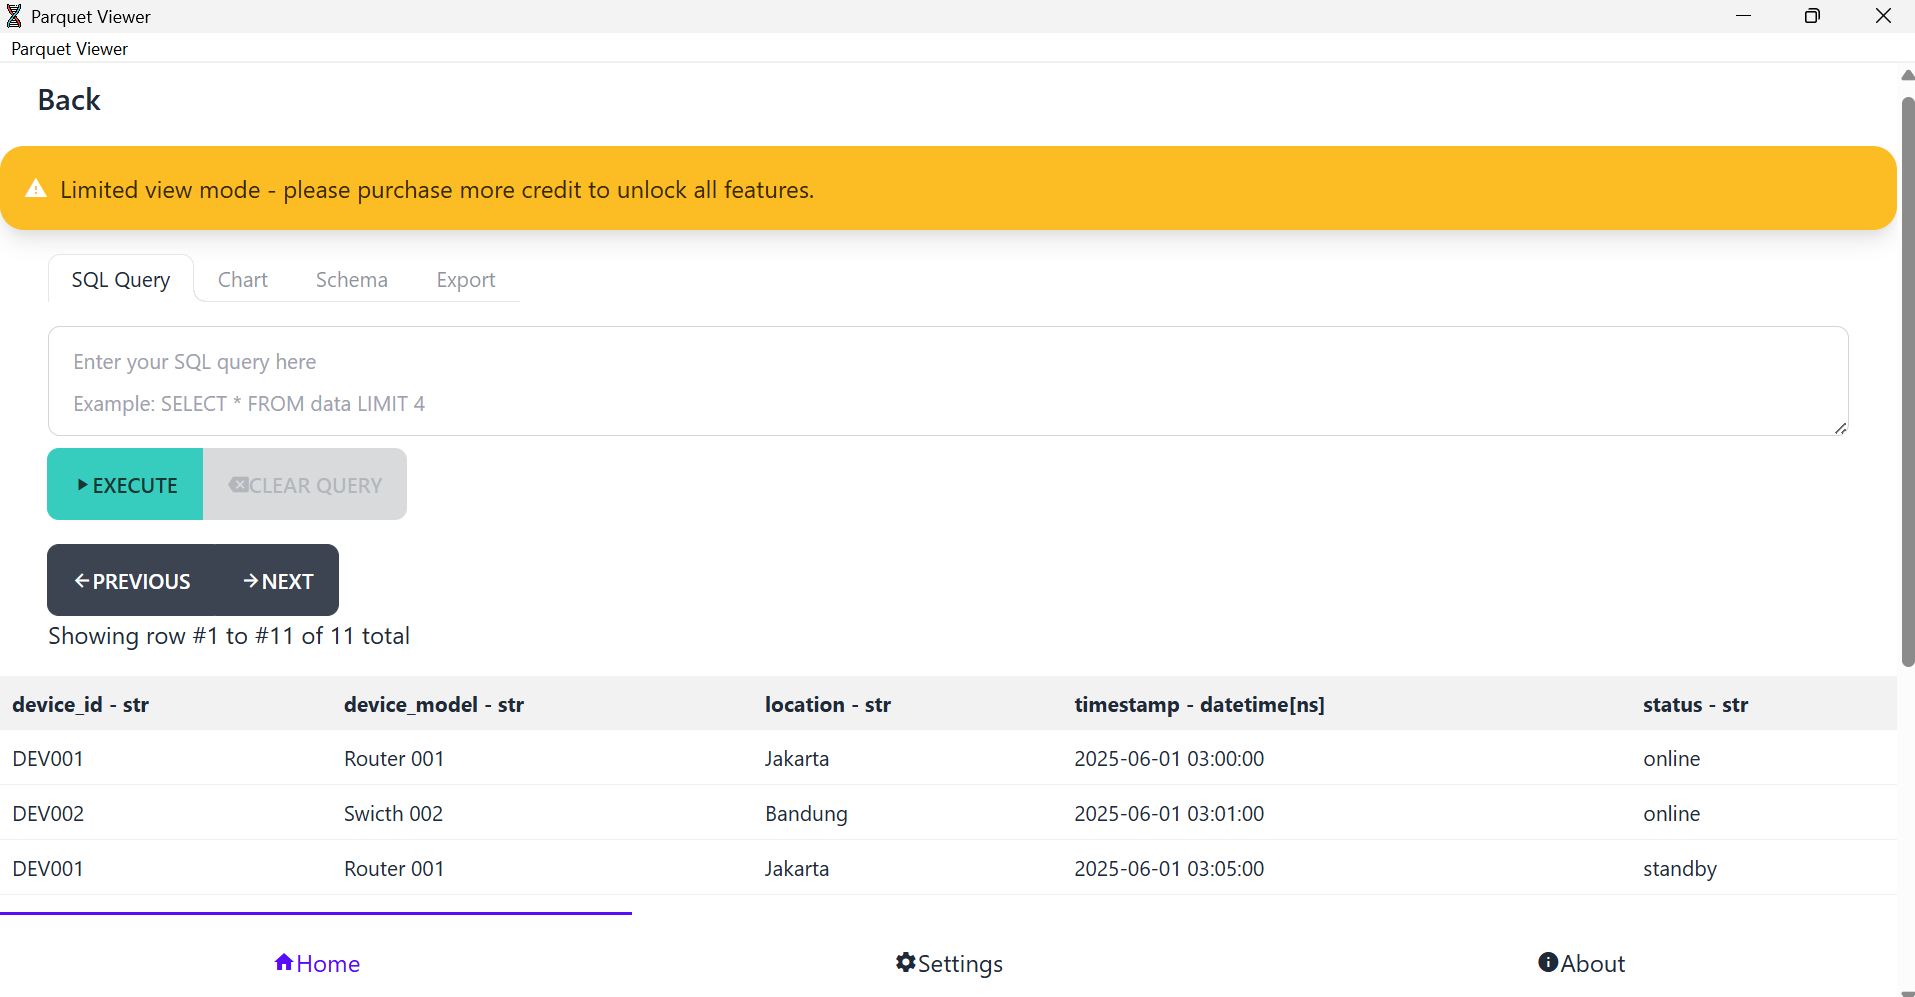 Parquet Viewer
Parquet Viewer
Back
Limited view mode - please purchase more credit to unlock all features.
SQL Query Chart Schema Export
Enter your SQL query here
Example: SELECT * FROM data LIMIT 4
EXECUTE CLEAR QUERY
PREVIOUS NEXT
Showing row #1 to #11 of 11 total
device_id - str device_model - str location - str timestamp - datetime[ns] status - str
DEV001 Router 001 Jakarta 2025-06-01 03:00:00 online
DEV002 Swicth 002 Bandung 2025-06-01 03:01:00 online
DEV001 Router 001 Jakarta 2025-06-01 03:05:00 standby
Home Settings About